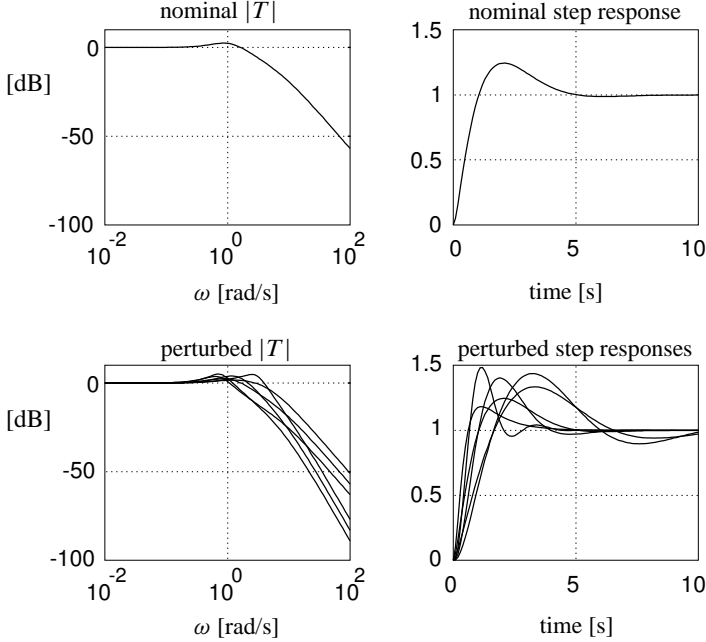 nominal |T|
0
[dB]
-50
-100
10^-2
10^0
10^2
ω [rad/s]
nominal step response
1.5
1
0.5
0
0
5
10
time [s]
perturbed |T|
0
[dB]
-50
-100
10^-2
10^0
10^2
ω [rad/s]
perturbed step responses
1.5
1
0.5
0
0
5
10
time [s]